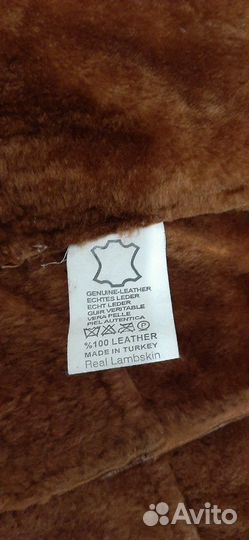 GENUINE-LEATHER
ECHTES LEDER
ECHT LEDER
CUIR VERITABLE
VERA PELLE
PIEL AUTENTICA
%100 LEATHER
MADE IN TURKEY
Real Lambskin
Avito